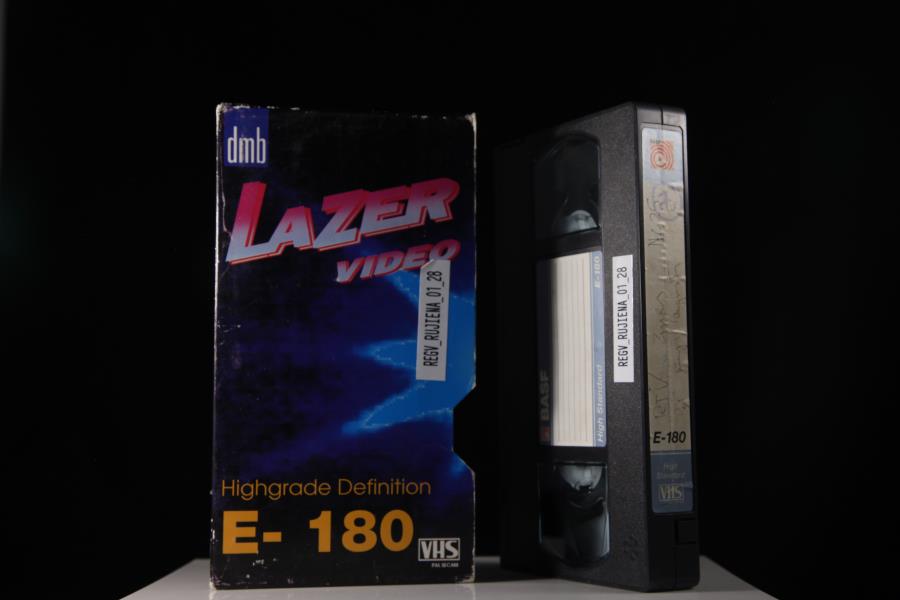 dmb
LAZER
VIDEO
REGV_RUJIENA_01_28
Highgrade Definition
E- 180
VHS
PAL SECAM
E-180
BASF
High Standard
REGV_RUJIENA_01_28
E-180
High
Standard
VHS